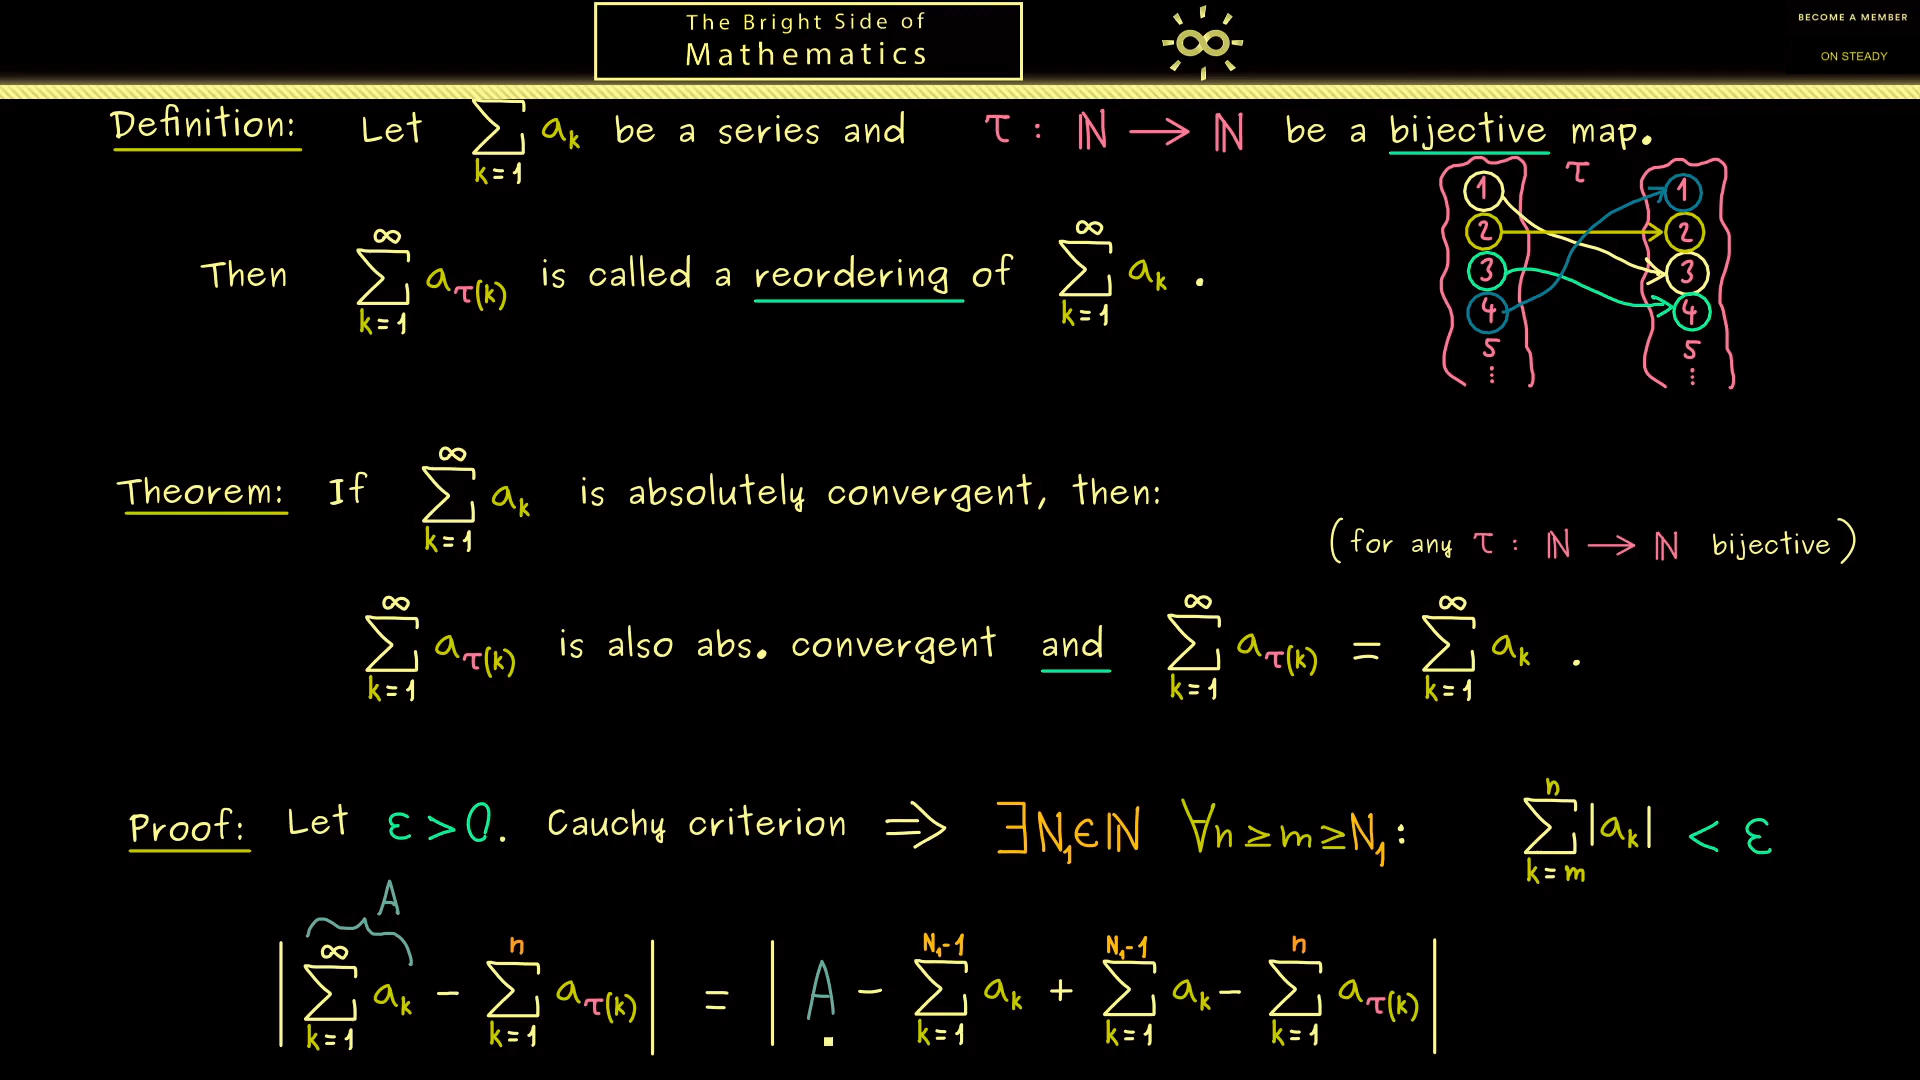 The Bright Side of
Mathematics
BECOME A MEMBER
ON STEADY
Definition: Let ∑_{k=1} a_k be a series and τ : ℕ → ℕ be a bijective map.
τ
1 1
2 2
3 3
4 4
5 5
⋮ ⋮
Then ∑_{k=1}^{∞} a_{τ(k)} is called a reordering of ∑_{k=1}^{∞} a_k .
Theorem: If ∑_{k=1}^{∞} a_k is absolutely convergent, then:
(for any τ : ℕ → ℕ bijective)
∑_{k=1}^{∞} a_{τ(k)} is also abs. convergent and ∑_{k=1}^{∞} a_{τ(k)} = ∑_{k=1}^{∞} a_k .
Proof: Let ε > 0. Cauchy criterion ⟹ ∃N_1∈ℕ ∀n ≥ m ≥ N_1: ∑_{k=m}^{n} |a_k| < ε
A
|∑_{k=1}^{∞} a_k − ∑_{k=1}^{n} a_{τ(k)}| = |A − ∑_{k=1}^{N_1-1} a_k + ∑_{k=1}^{N_1-1} a_k − ∑_{k=1}^{n} a_{τ(k)}|